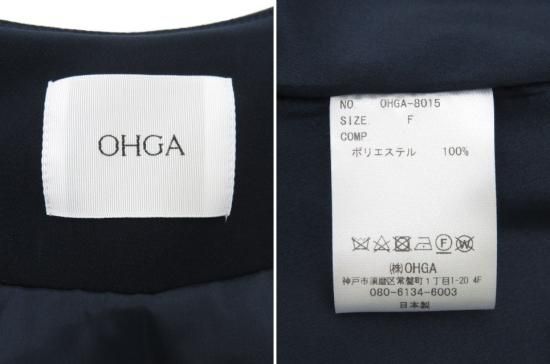 OHGA
NO OHGA-8015
SIZE. F
COMP
ポリエステル 100%
F W
㈱OHGA
神戸市須磨区常盤町1丁目1-20 4F
080-6134-6003
日本製